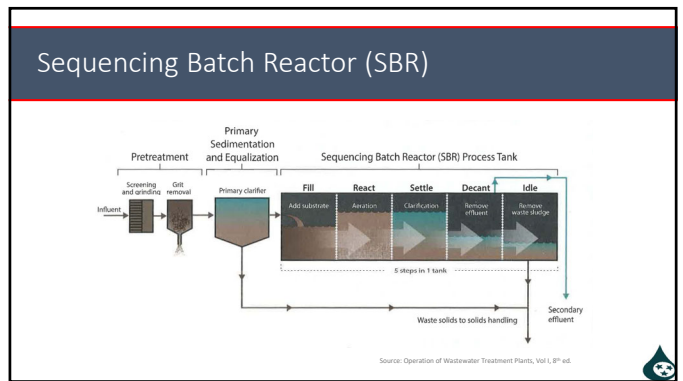 Sequencing Batch Reactor (SBR)
Primary
Sedimentation
and Equalization
Pretreatment
Sequencing Batch Reactor (SBR) Process Tank
Screening
and grinding
Grit
removal
Primary clarifier
Fill
React
Settle
Decant
Idle
Influent
Add substrate
Aeration
Clarification
Remove
effluent
Remove
waste sludge
5 steps in 1 tank
Waste solids to solids handling
Secondary
effluent
Source: Operation of Wastewater Treatment Plants, Vol I, 8th ed.